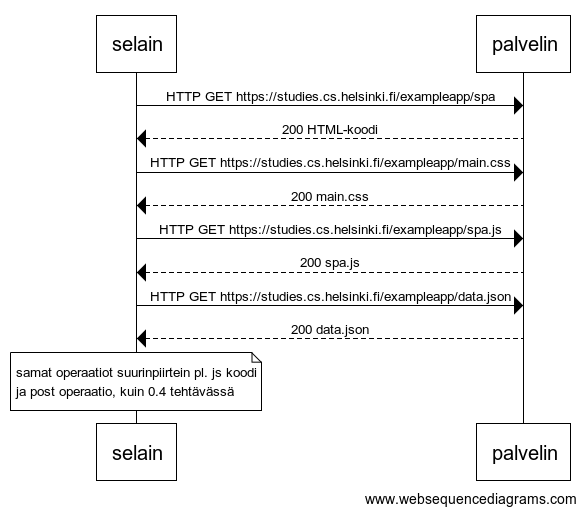 selain
palvelin
HTTP GET https://studies.cs.helsinki.fi/exampleapp/spa
200 HTML-koodi
HTTP GET https://studies.cs.helsinki.fi/exampleapp/main.css
200 main.css
HTTP GET https://studies.cs.helsinki.fi/exampleapp/spa.js
200 spa.js
HTTP GET https://studies.cs.helsinki.fi/exampleapp/data.json
200 data.json
samat operaatiot suurinpiirtein pl. js koodi
ja post operaatio, kuin 0.4 tehtävässä
selain
palvelin
www.websequencediagrams.com